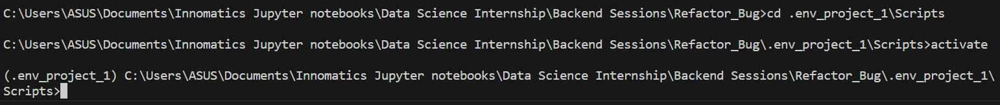 C:\Users\ASUS\Documents\Innomatics Jupyter notebooks\Data Science Internship\Backend Sessions\Refactor_Bug>cd .env_project_1\Scripts
C:\Users\ASUS\Documents\Innomatics Jupyter notebooks\Data Science Internship\Backend Sessions\Refactor_Bug\.env_project_1\Scripts>activate
(.env_project_1) C:\Users\ASUS\Documents\Innomatics Jupyter notebooks\Data Science Internship\Backend Sessions\Refactor_Bug\.env_project_1\
Scripts>